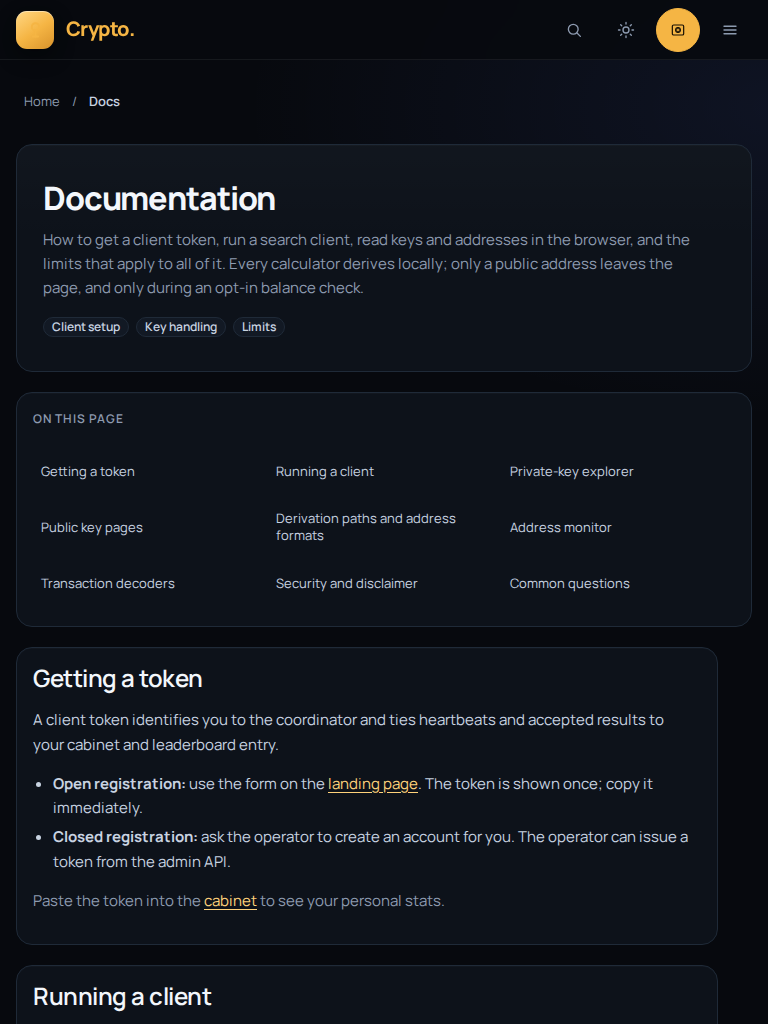 Crypto.
Home / Docs
Documentation
How to get a client token, run a search client, read keys and addresses in the browser, and the
limits that apply to all of it. Every calculator derives locally; only a public address leaves the
page, and only during an opt-in balance check.
Client setup Key handling Limits
ON THIS PAGE
Getting a token Running a client Private-key explorer
Public key pages Derivation paths and address
formats Address monitor
Transaction decoders Security and disclaimer Common questions
Getting a token
A client token identifies you to the coordinator and ties heartbeats and accepted results to
your cabinet and leaderboard entry.
• Open registration: use the form on the landing page. The token is shown once; copy it
immediately.
• Closed registration: ask the operator to create an account for you. The operator can issue a
token from the admin API.
Paste the token into the cabinet to see your personal stats.
Running a client